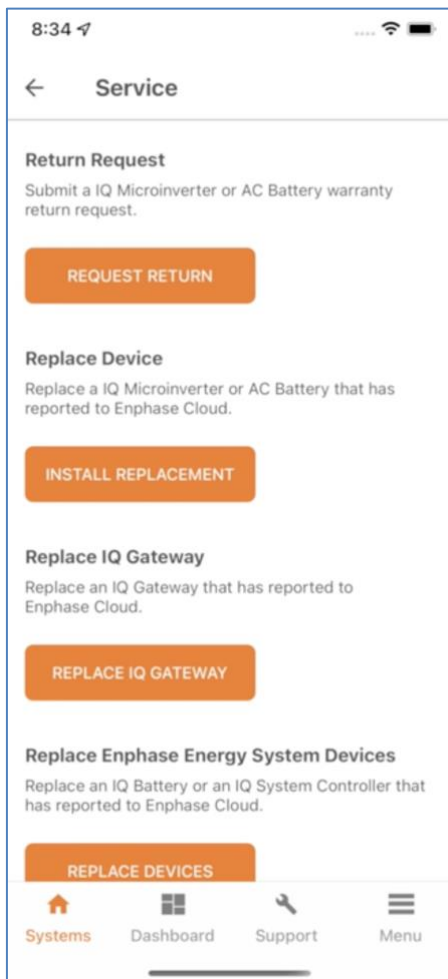 8:34
Service
Return Request
Submit a IQ Microinverter or AC Battery warranty
return request.
REQUEST RETURN
Replace Device
Replace a IQ Microinverter or AC Battery that has
reported to Enphase Cloud.
INSTALL REPLACEMENT
Replace IQ Gateway
Replace an IQ Gateway that has reported to
Enphase Cloud.
REPLACE IQ GATEWAY
Replace Enphase Energy System Devices
Replace an IQ Battery or an IQ System Controller that
has reported to Enphase Cloud.
REPLACE DEVICES
Systems Dashboard Support Menu